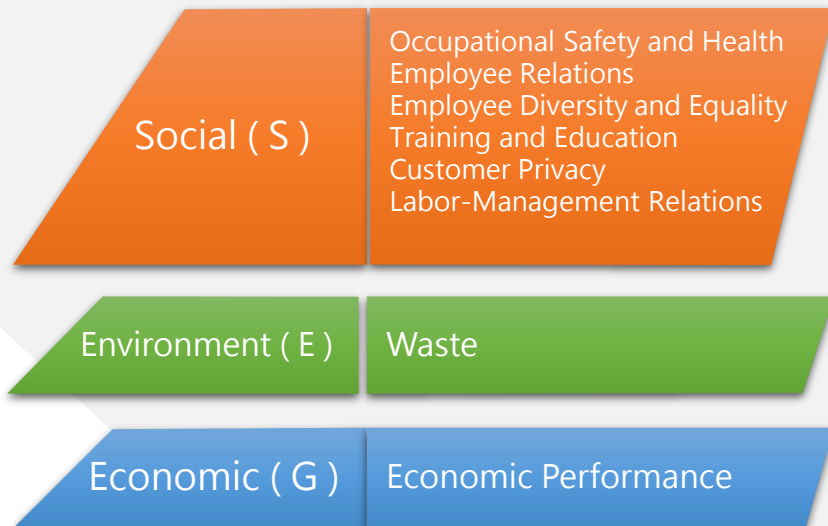 Social ( S )
Occupational Safety and Health
Employee Relations
Employee Diversity and Equality
Training and Education
Customer Privacy
Labor-Management Relations
Environment ( E )
Waste
Economic ( G )
Economic Performance